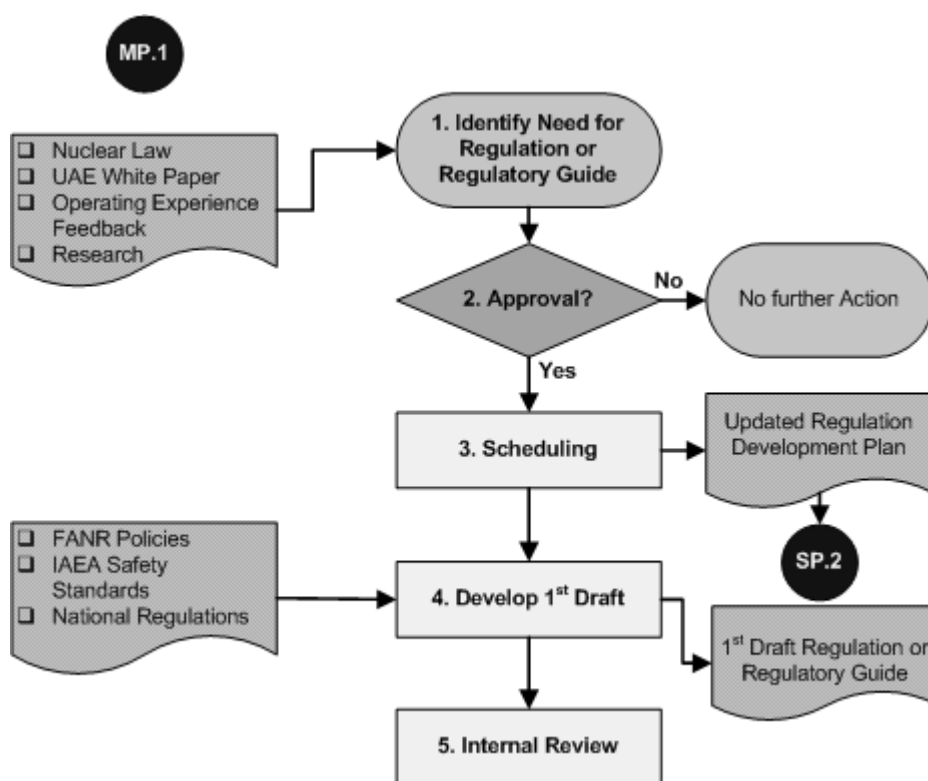 MP.1
❑ Nuclear Law
❑ UAE White Paper
❑ Operating Experience
Feedback
❑ Research
1. Identify Need for
Regulation or
Regulatory Guide
2. Approval?
No
No further Action
Yes
3. Scheduling
Updated Regulation
Development Plan
SP.2
❑ FANR Policies
❑ IAEA Safety
Standards
❑ National Regulations
4. Develop 1st Draft
1st Draft Regulation or
Regulatory Guide
5. Internal Review